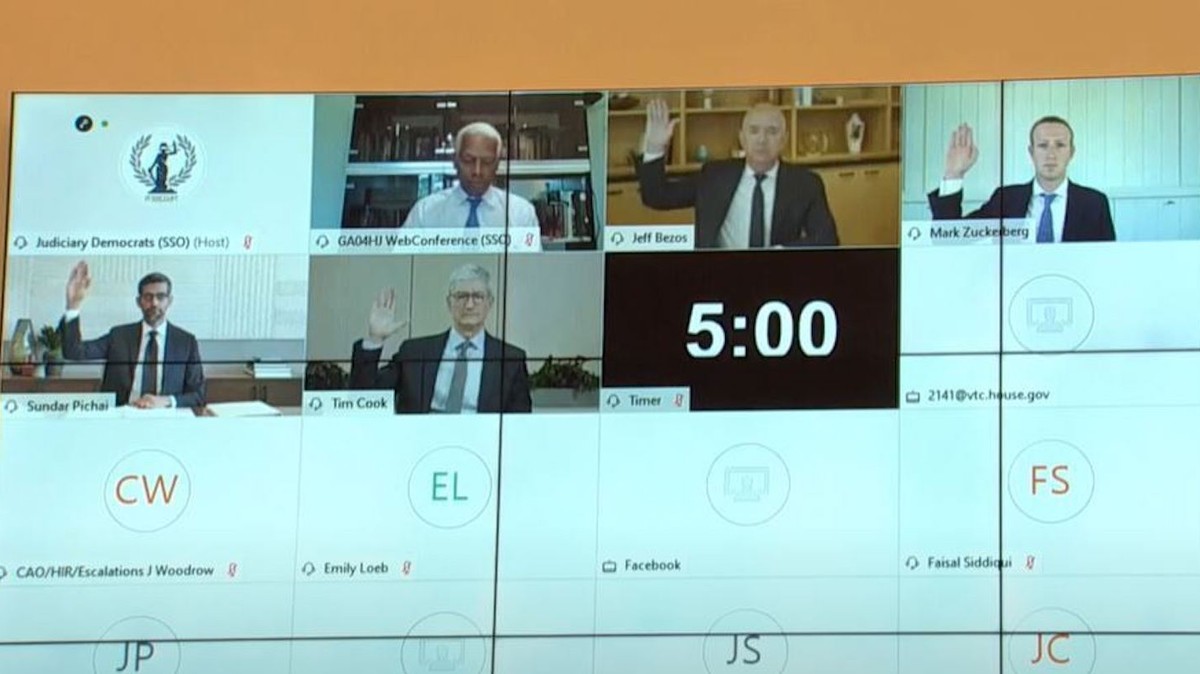 Judiciary Democrats (SSO) (Host)
GA04HJ WebConference (SSO)
Jeff Bezos
Mark Zuckerberg
5:00
Sundar Pichai
Tim Cook
Timer
2141@vtc.house.gov
CW
EL
FS
CAO/HIR/Escalations J Woodrow
Emily Loeb
Facebook
Faisal Siddiqui
JP
JS
JC